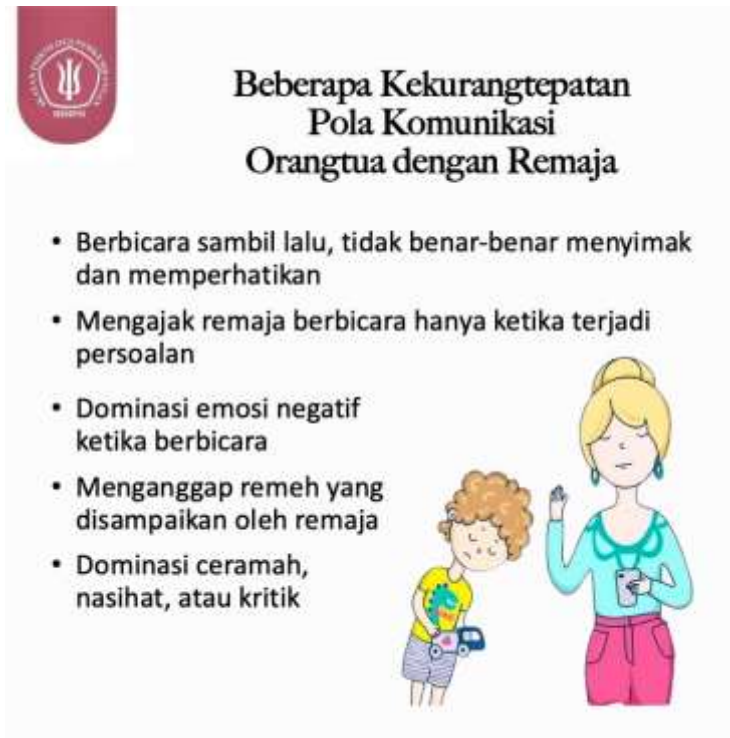 Beberapa Kekurangtepatan
Pola Komunikasi
Orangtua dengan Remaja
• Berbicara sambil lalu, tidak benar-benar menyimak
dan memperhatikan
• Mengajak remaja berbicara hanya ketika terjadi
persoalan
• Dominasi emosi negatif
ketika berbicara
• Menganggap remeh yang
disampaikan oleh remaja
• Dominasi ceramah,
nasihat, atau kritik